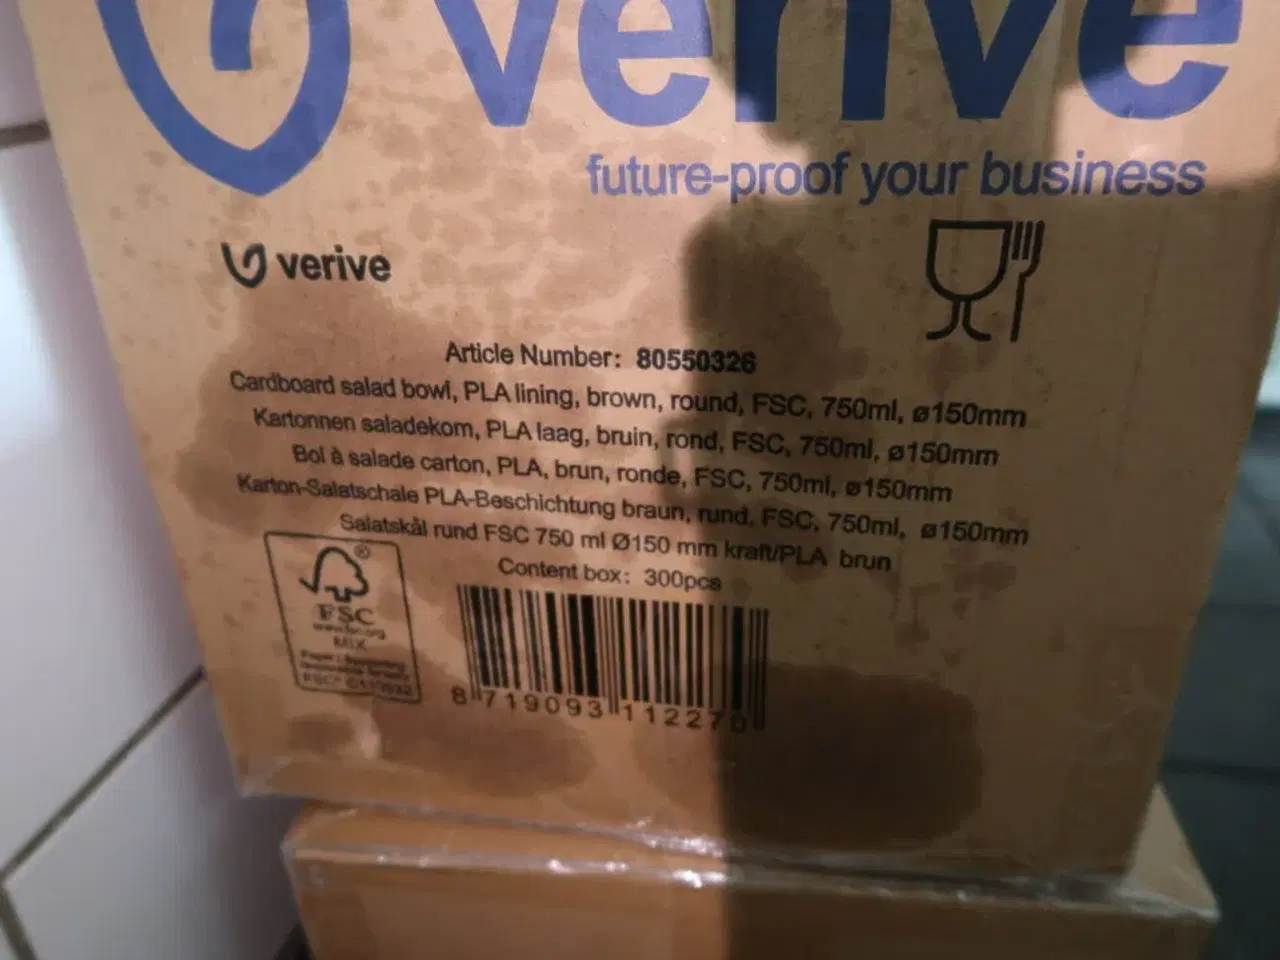 verive
future-proof your business
verive
Article Number: 80550326
Cardboard salad bowl, PLA lining, brown, round, FSC, 750ml, ø150mm
Kartonnen saladekom, PLA laag, bruin, rond, FSC, 750ml, ø150mm
Bol à salade carton, PLA, brun, ronde, FSC, 750ml, ø150mm
Karton-Salatschale PLA-Beschichtung braun, rund, FSC, 750ml, ø150mm
Salatskål rund FSC 750 ml Ø150 mm kraft/PLA brun
Content box: 300pcs
®
FSC
www.fsc.org
MIX
8 719093 112270